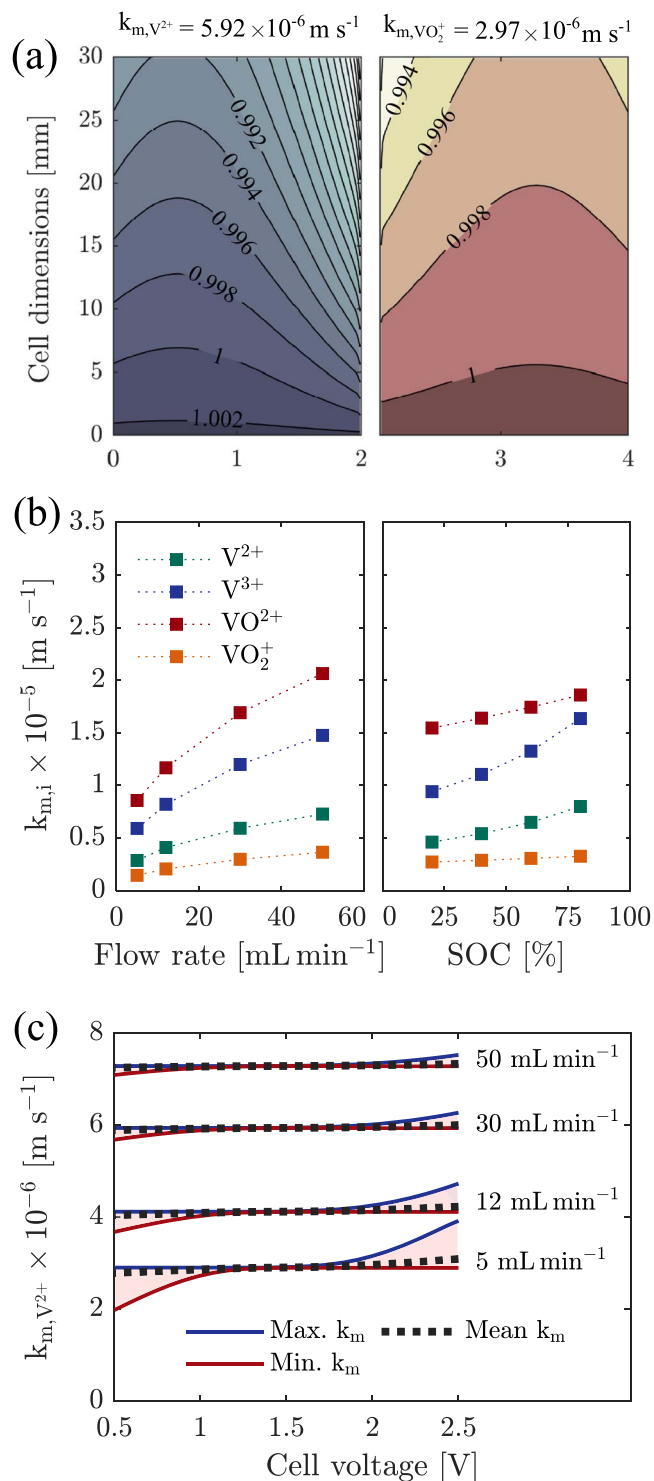 k_m,V²⁺ = 5.92 ×10⁻⁶ m s⁻¹ k_m,VO₂⁺ = 2.97 ×10⁻⁶ m s⁻¹
(a)
Cell dimensions [mm]
30
25
20
15
10
5
0
0.992
0.994
0.996
0.998
1
1.002
0.994
0.996
0.998
1
0 1 2 3 4
(b)
k_m,i × 10⁻⁵ [m s⁻¹]
3.5
3
2.5
2
1.5
1
0.5
0
V²⁺
V³⁺
VO²⁺
VO₂⁺
0 20 40 60 0 25 50 75 100
Flow rate [mL min⁻¹] SOC [%]
(c)
k_m,V²⁺ × 10⁻⁶ [m s⁻¹]
8
6
4
2
0
50 mL min⁻¹
30 mL min⁻¹
12 mL min⁻¹
5 mL min⁻¹
Max. k_m Mean k_m
Min. k_m
0.5 1 1.5 2 2.5
Cell voltage [V]